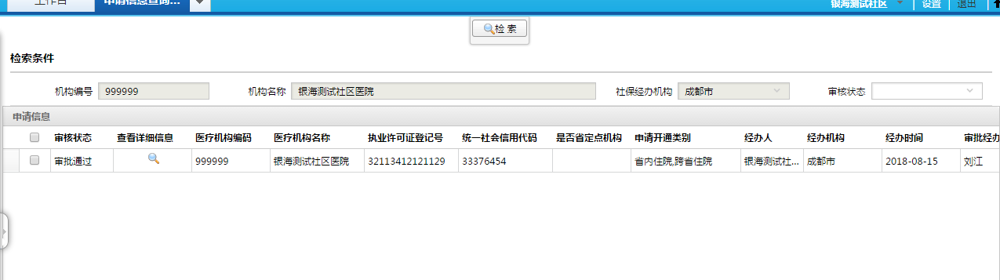 工作台 申请信息查询... 银海测试社区 设置 退出
检 索
检索条件
机构编号 999999 机构名称 银海测试社区医院 社保经办机构 成都市 审核状态
申请信息
审核状态 查看详细信息 医疗机构编码 医疗机构名称 执业许可证登记号 统一社会信用代码 是否省定点机构 申请开通类别 经办人 经办机构 经办时间 审批经办
审批通过 999999 银海测试社区医院 32113412121129 33376454 省内住院,跨省住院 银海测试社... 成都市 2018-08-15 刘江